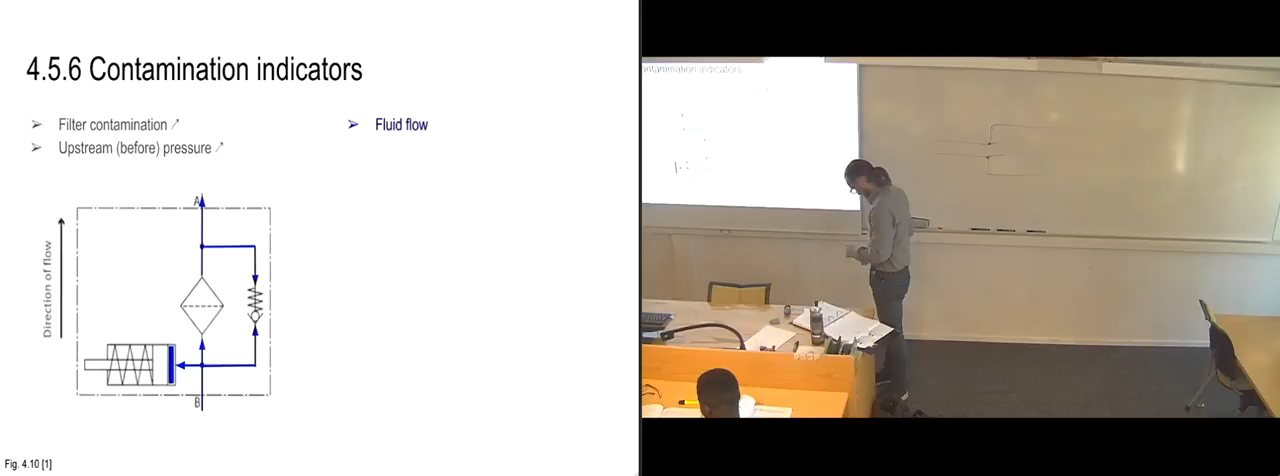 4.5.6 Contamination indicators
➢ Filter contamination ↗
➢ Upstream (before) pressure ↗
➢ Fluid flow
A
Direction of flow
B
Fig. 4.10 [1]
ontamination indicators